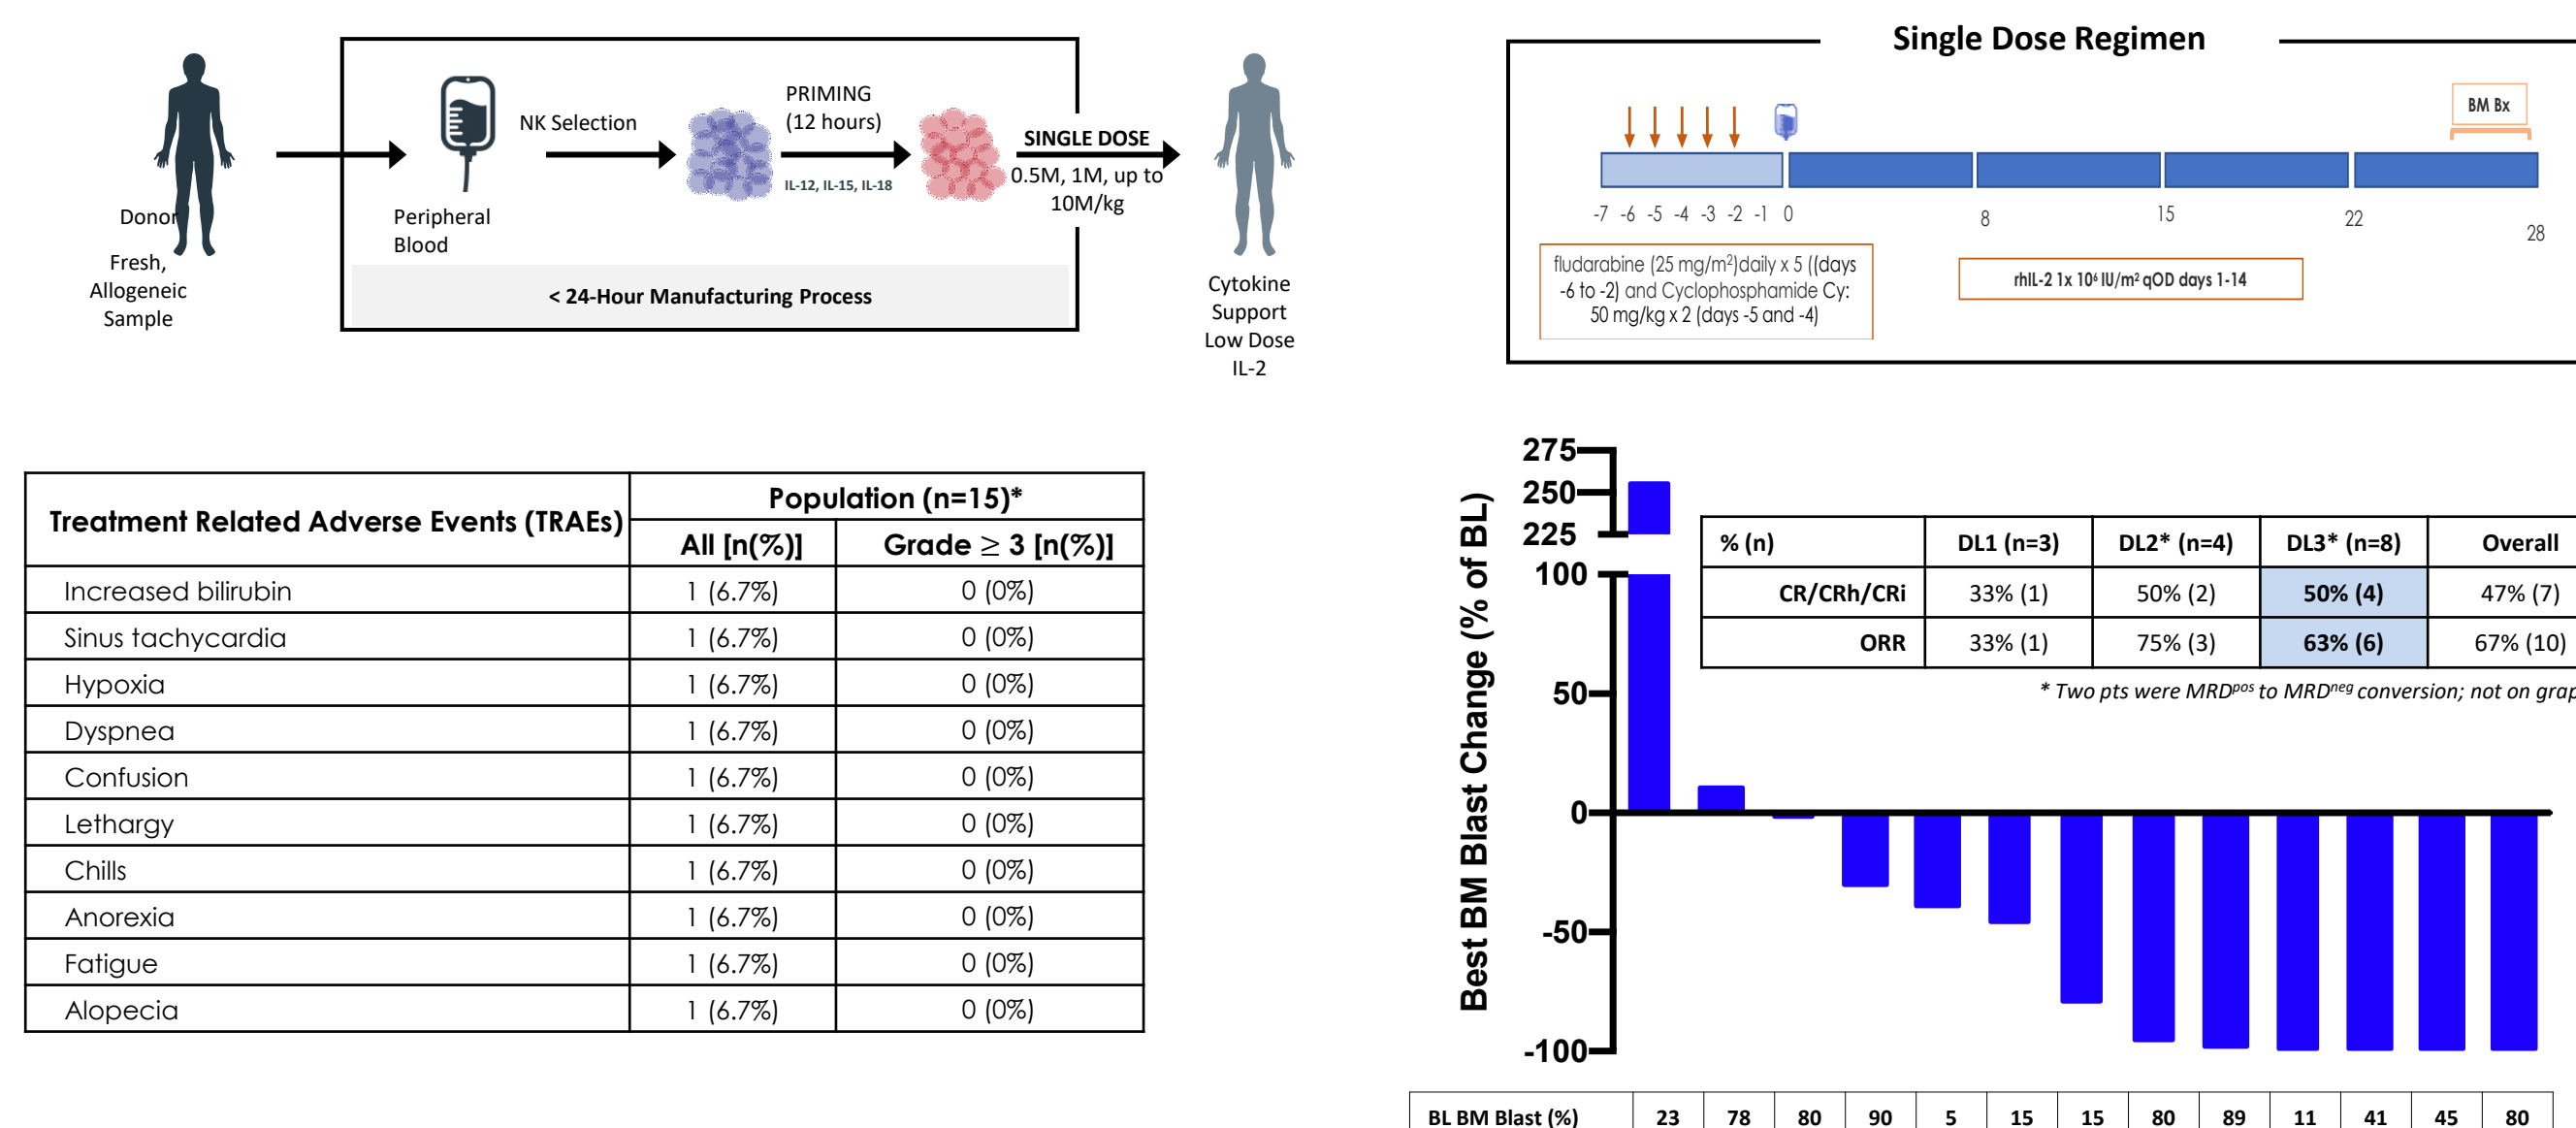 Donor
Fresh,
Allogeneic
Sample
Peripheral
Blood
NK Selection
PRIMING
(12 hours)
IL-12, IL-15, IL-18
SINGLE DOSE
0.5M, 1M, up to
10M/kg
< 24-Hour Manufacturing Process
Cytokine
Support
Low Dose
IL-2
Single Dose Regimen
BM Bx
-7 -6 -5 -4 -3 -2 -1 0 8 15 22 28
fludarabine (25 mg/m²)daily x 5 ((days
-6 to -2) and Cyclophosphamide Cy:
50 mg/kg x 2 (days -5 and -4)
rhIL-2 1x 10⁶ IU/m² qOD days 1-14
Treatment Related Adverse Events (TRAEs) Population (n=15)*
All [n(%)] Grade ≥ 3 [n(%)]
Increased bilirubin 1 (6.7%) 0 (0%)
Sinus tachycardia 1 (6.7%) 0 (0%)
Hypoxia 1 (6.7%) 0 (0%)
Dyspnea 1 (6.7%) 0 (0%)
Confusion 1 (6.7%) 0 (0%)
Lethargy 1 (6.7%) 0 (0%)
Chills 1 (6.7%) 0 (0%)
Anorexia 1 (6.7%) 0 (0%)
Fatigue 1 (6.7%) 0 (0%)
Alopecia 1 (6.7%) 0 (0%)
Best BM Blast Change (% of BL)
275
250
225
100
50
0
-50
-100
% (n) DL1 (n=3) DL2* (n=4) DL3* (n=8) Overall
CR/CRh/CRi 33% (1) 50% (2) 50% (4) 47% (7)
ORR 33% (1) 75% (3) 63% (6) 67% (10)
* Two pts were MRDᵖᵒˢ to MRDⁿᵉᵍ conversion; not on grap
BL BM Blast (%) 23 78 80 90 5 15 15 80 89 11 41 45 80